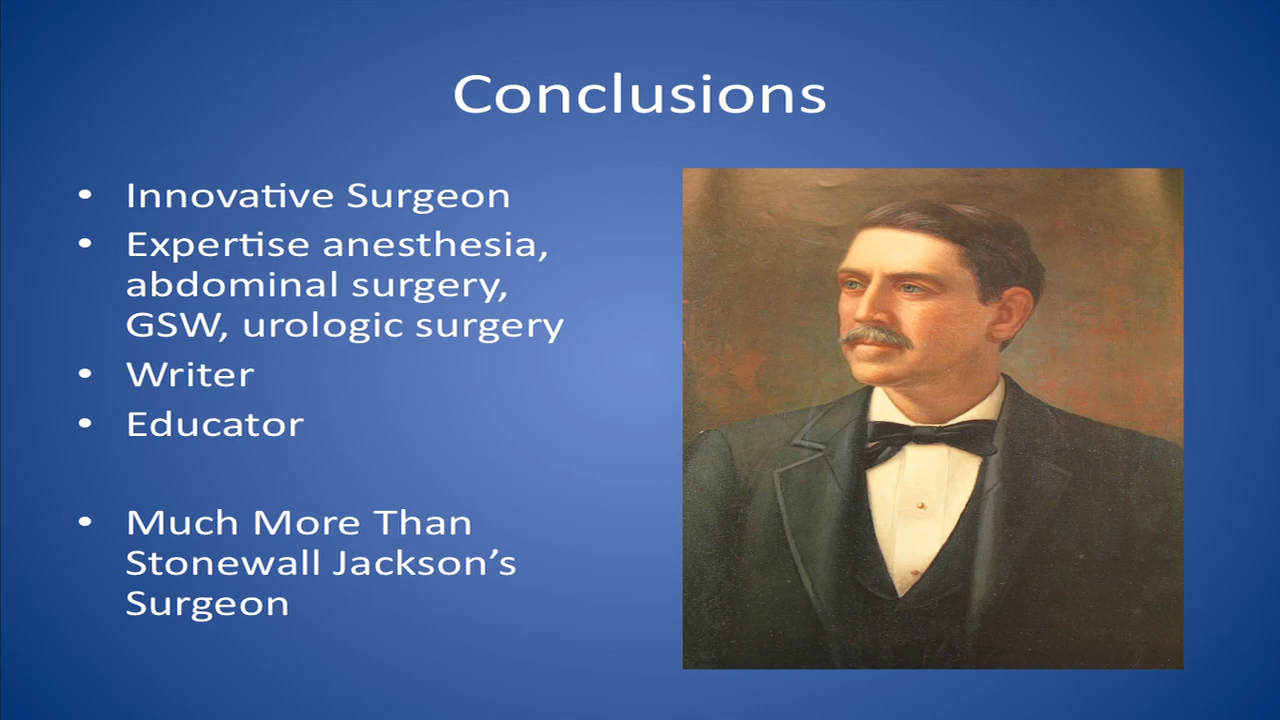 Conclusions
• Innovative Surgeon
• Expertise anesthesia,
abdominal surgery,
GSW, urologic surgery
• Writer
• Educator
• Much More Than
Stonewall Jackson’s
Surgeon